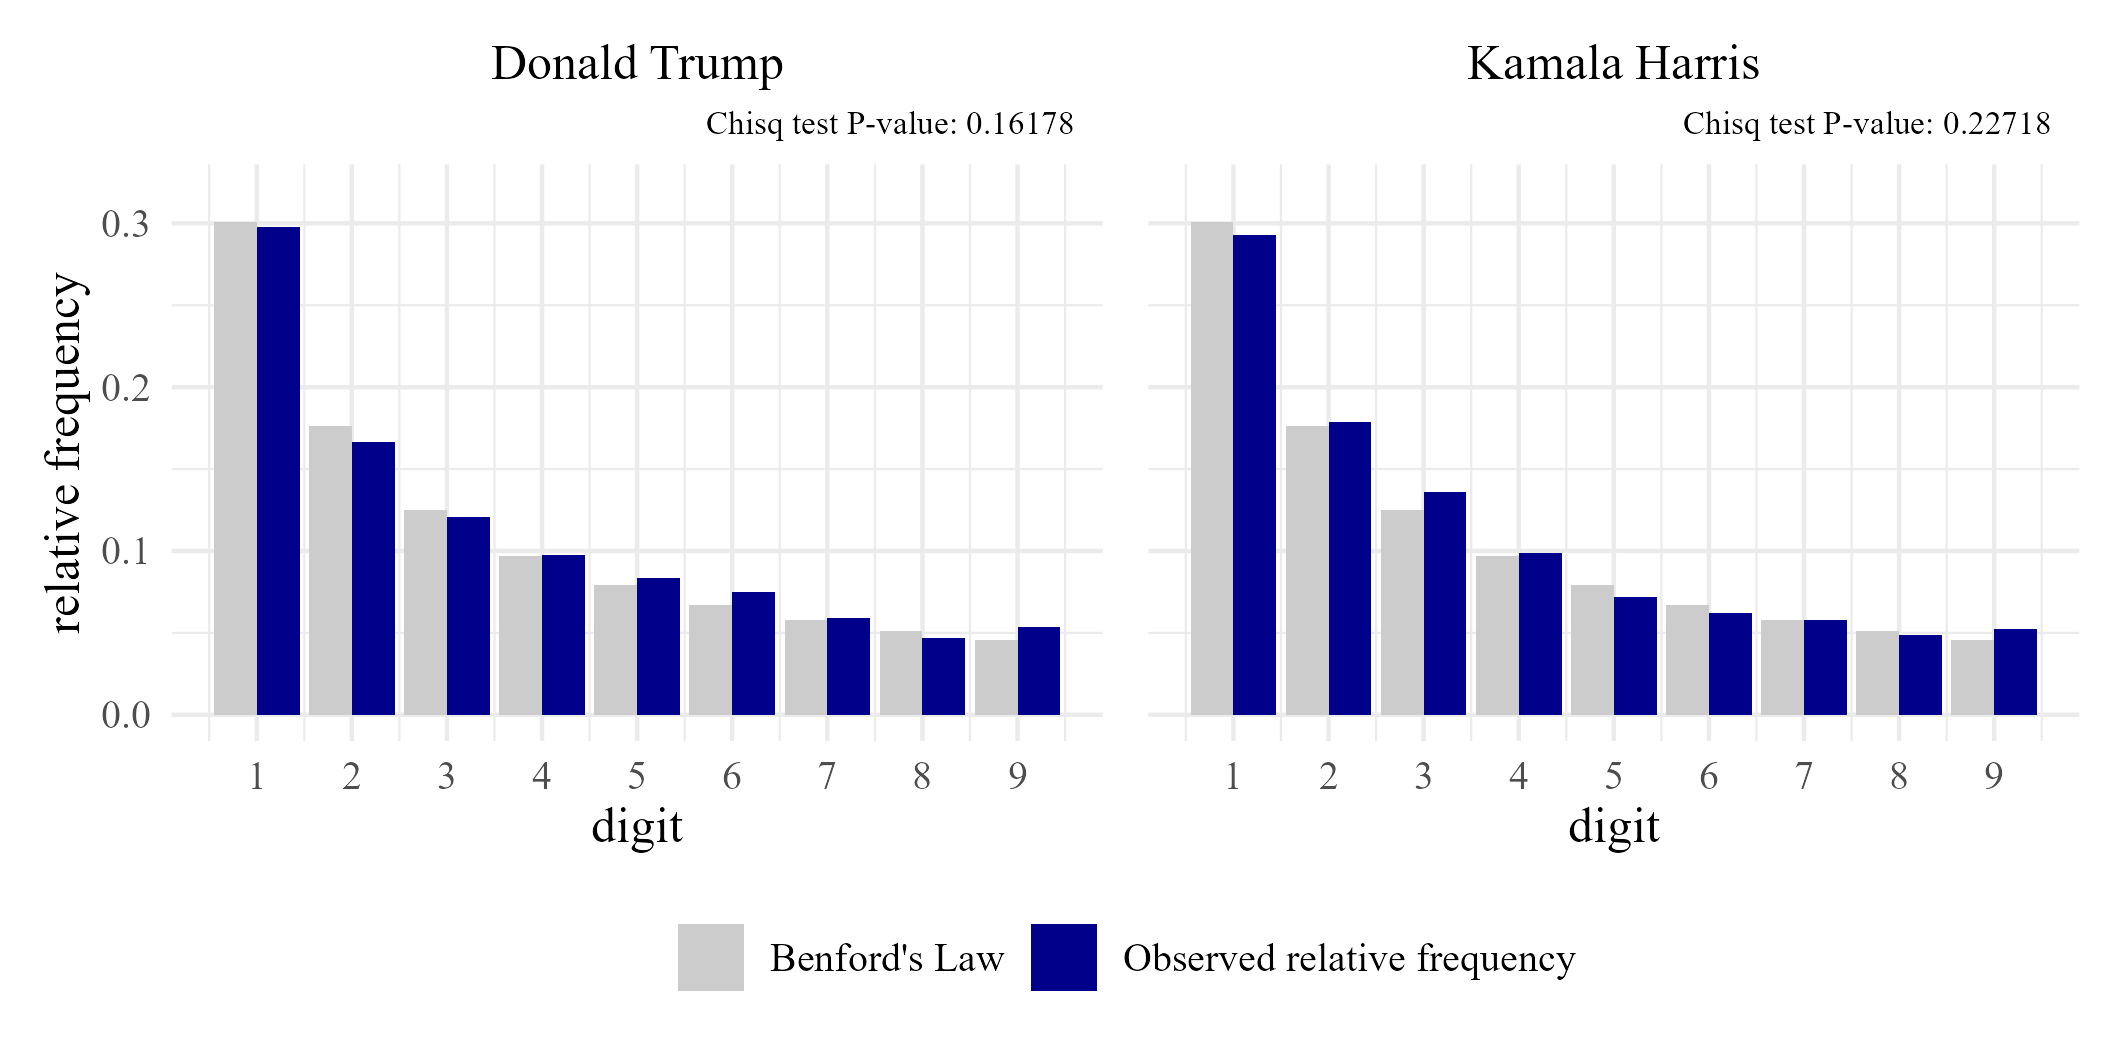 Donald Trump
Chisq test P-value: 0.16178
relative frequency
0.3
0.2
0.1
0.0
1 2 3 4 5 6 7 8 9
digit
Kamala Harris
Chisq test P-value: 0.22718
1 2 3 4 5 6 7 8 9
digit
Benford's Law Observed relative frequency